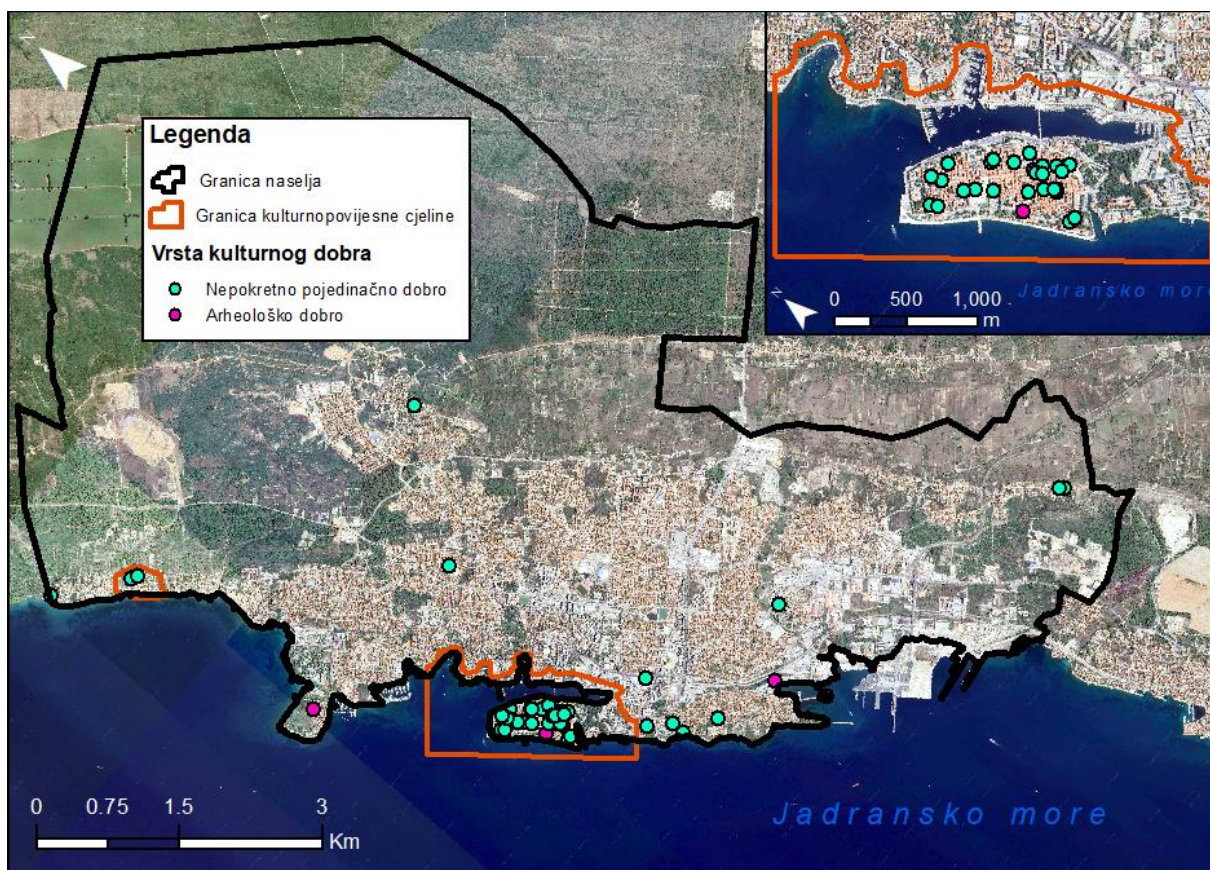 N
Legenda
Granica naselja
Granica kulturnopovijesne cjeline
Vrsta kulturnog dobra
Nepokretno pojedinačno dobro
Arheološko dobro
Jadransko more
N
0 500 1,000
m
0 0.75 1.5 3
Km
Jadransko more